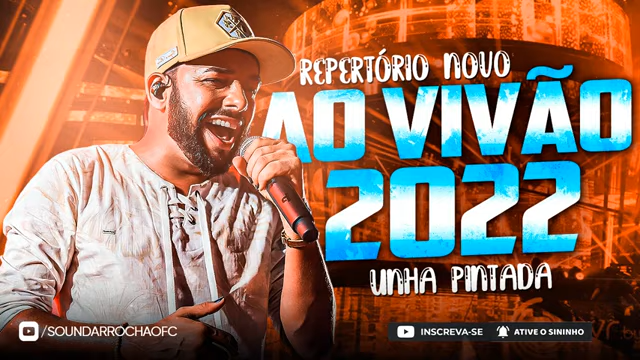 REPERTÓRIO NOVO
AO VIVÃO
2022
UNHA PINTADA
/SOUNDARROCHAOFC
INSCREVA-SE
ATIVE O SININHO